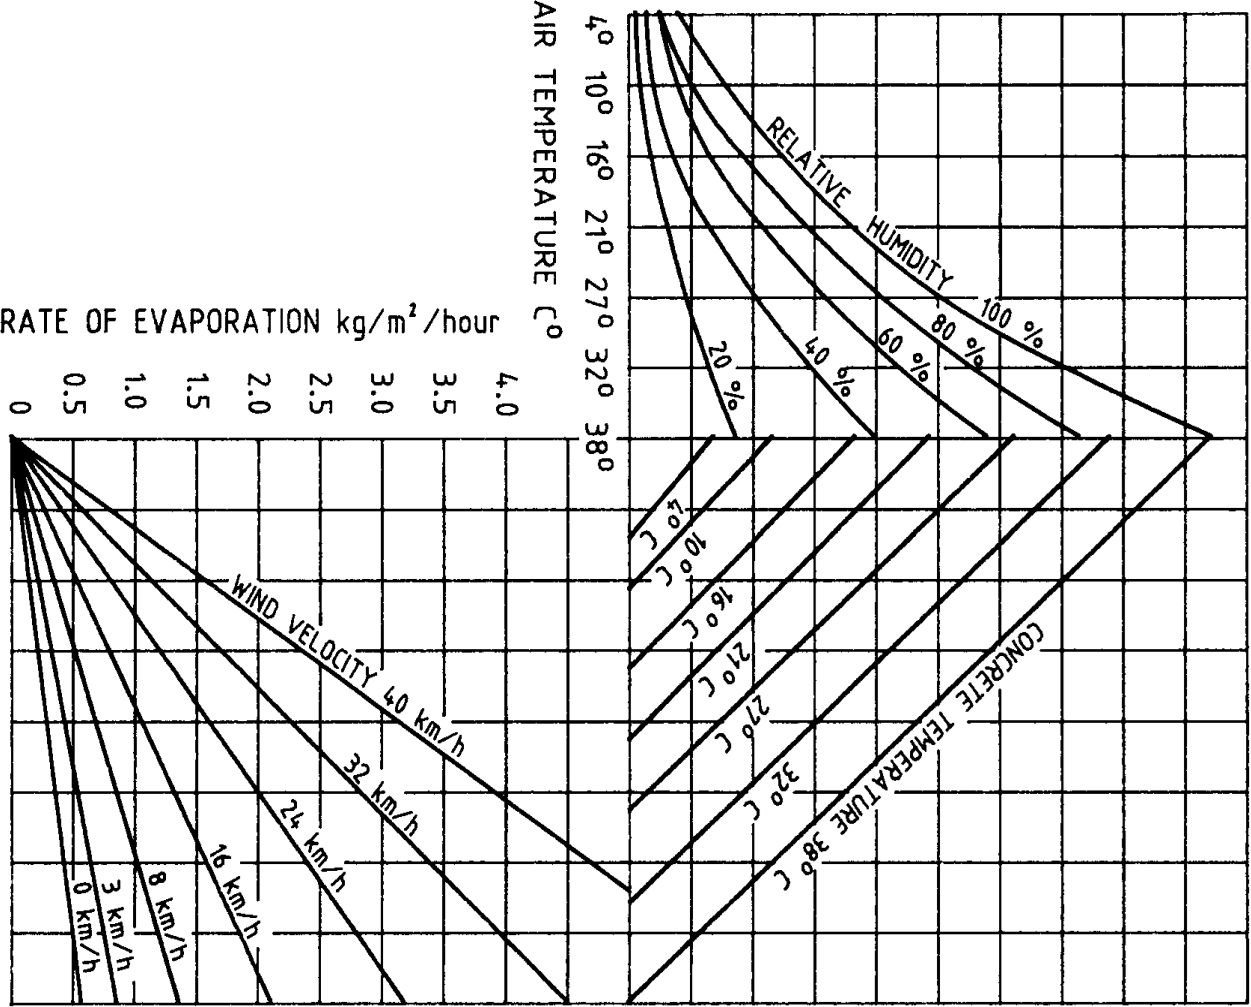 AIR TEMPERATURE C°
4° 10° 16° 21° 27° 32° 38°
RELATIVE HUMIDITY 100 %
80 %
60 %
40 %
20 %
RATE OF EVAPORATION kg/m²/hour
0 0.5 1.0 1.5 2.0 2.5 3.0 3.5 4.0
4° C
10° C
16° C
21° C
27° C
32° C
CONCRETE TEMPERATURE 38° C
WIND VELOCITY 40 km/h
32 km/h
24 km/h
16 km/h
8 km/h
3 km/h
0 km/h